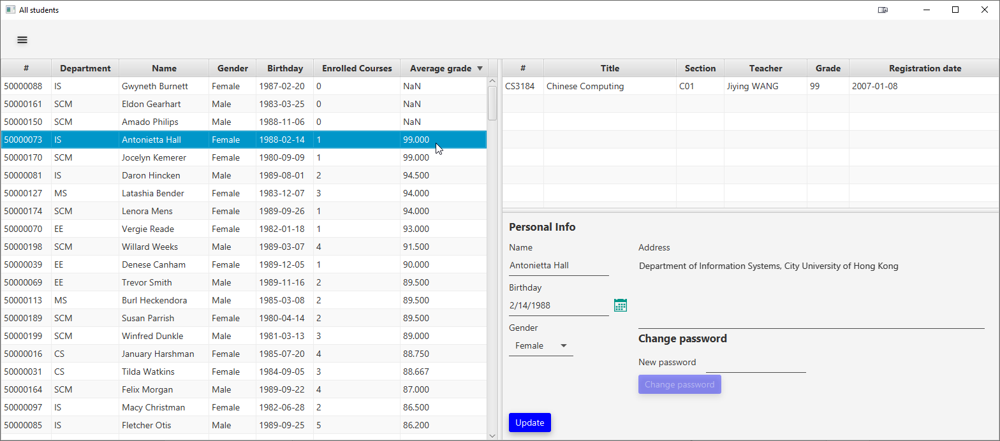 All students
# Department Name Gender Birthday Enrolled Courses Average grade
50000088 IS Gwyneth Burnett Female 1987-02-20 0 NaN
50000161 SCM Eldon Gearhart Male 1983-03-25 0 NaN
50000150 SCM Amado Philips Male 1988-11-06 0 NaN
50000073 IS Antonietta Hall Female 1988-02-14 1 99.000
50000170 SCM Jocelyn Kemerer Female 1980-09-09 1 99.000
50000081 IS Daron Hincken Male 1989-08-01 2 94.500
50000127 MS Latashia Bender Female 1983-12-07 3 94.000
50000174 SCM Lenora Mens Female 1989-09-26 1 94.000
50000070 EE Vergie Reade Female 1982-01-18 1 93.000
50000198 SCM Willard Weeks Male 1989-03-07 4 91.500
50000039 EE Denese Canham Female 1989-12-05 1 90.000
50000069 EE Trevor Smith Male 1989-11-16 2 89.500
50000113 MS Burl Heckendora Male 1985-03-08 2 89.500
50000189 SCM Susan Parrish Female 1980-04-14 2 89.500
50000199 SCM Winfred Dunkle Male 1981-03-13 3 89.000
50000016 CS January Harshman Female 1985-07-20 4 88.750
50000031 CS Tilda Watkins Female 1984-09-05 3 88.667
50000164 SCM Felix Morgan Male 1989-09-22 4 87.000
50000097 IS Macy Christman Female 1982-06-28 2 86.500
50000085 IS Fletcher Otis Male 1989-09-25 5 86.200
# Title Section Teacher Grade Registration date
CS3184 Chinese Computing C01 Jiying WANG 99 2007-01-08
Personal Info
Name
Antonietta Hall
Birthday
2/14/1988
Gender
Female
Address
Department of Information Systems, City University of Hong Kong
Change password
New password
Change password
Update